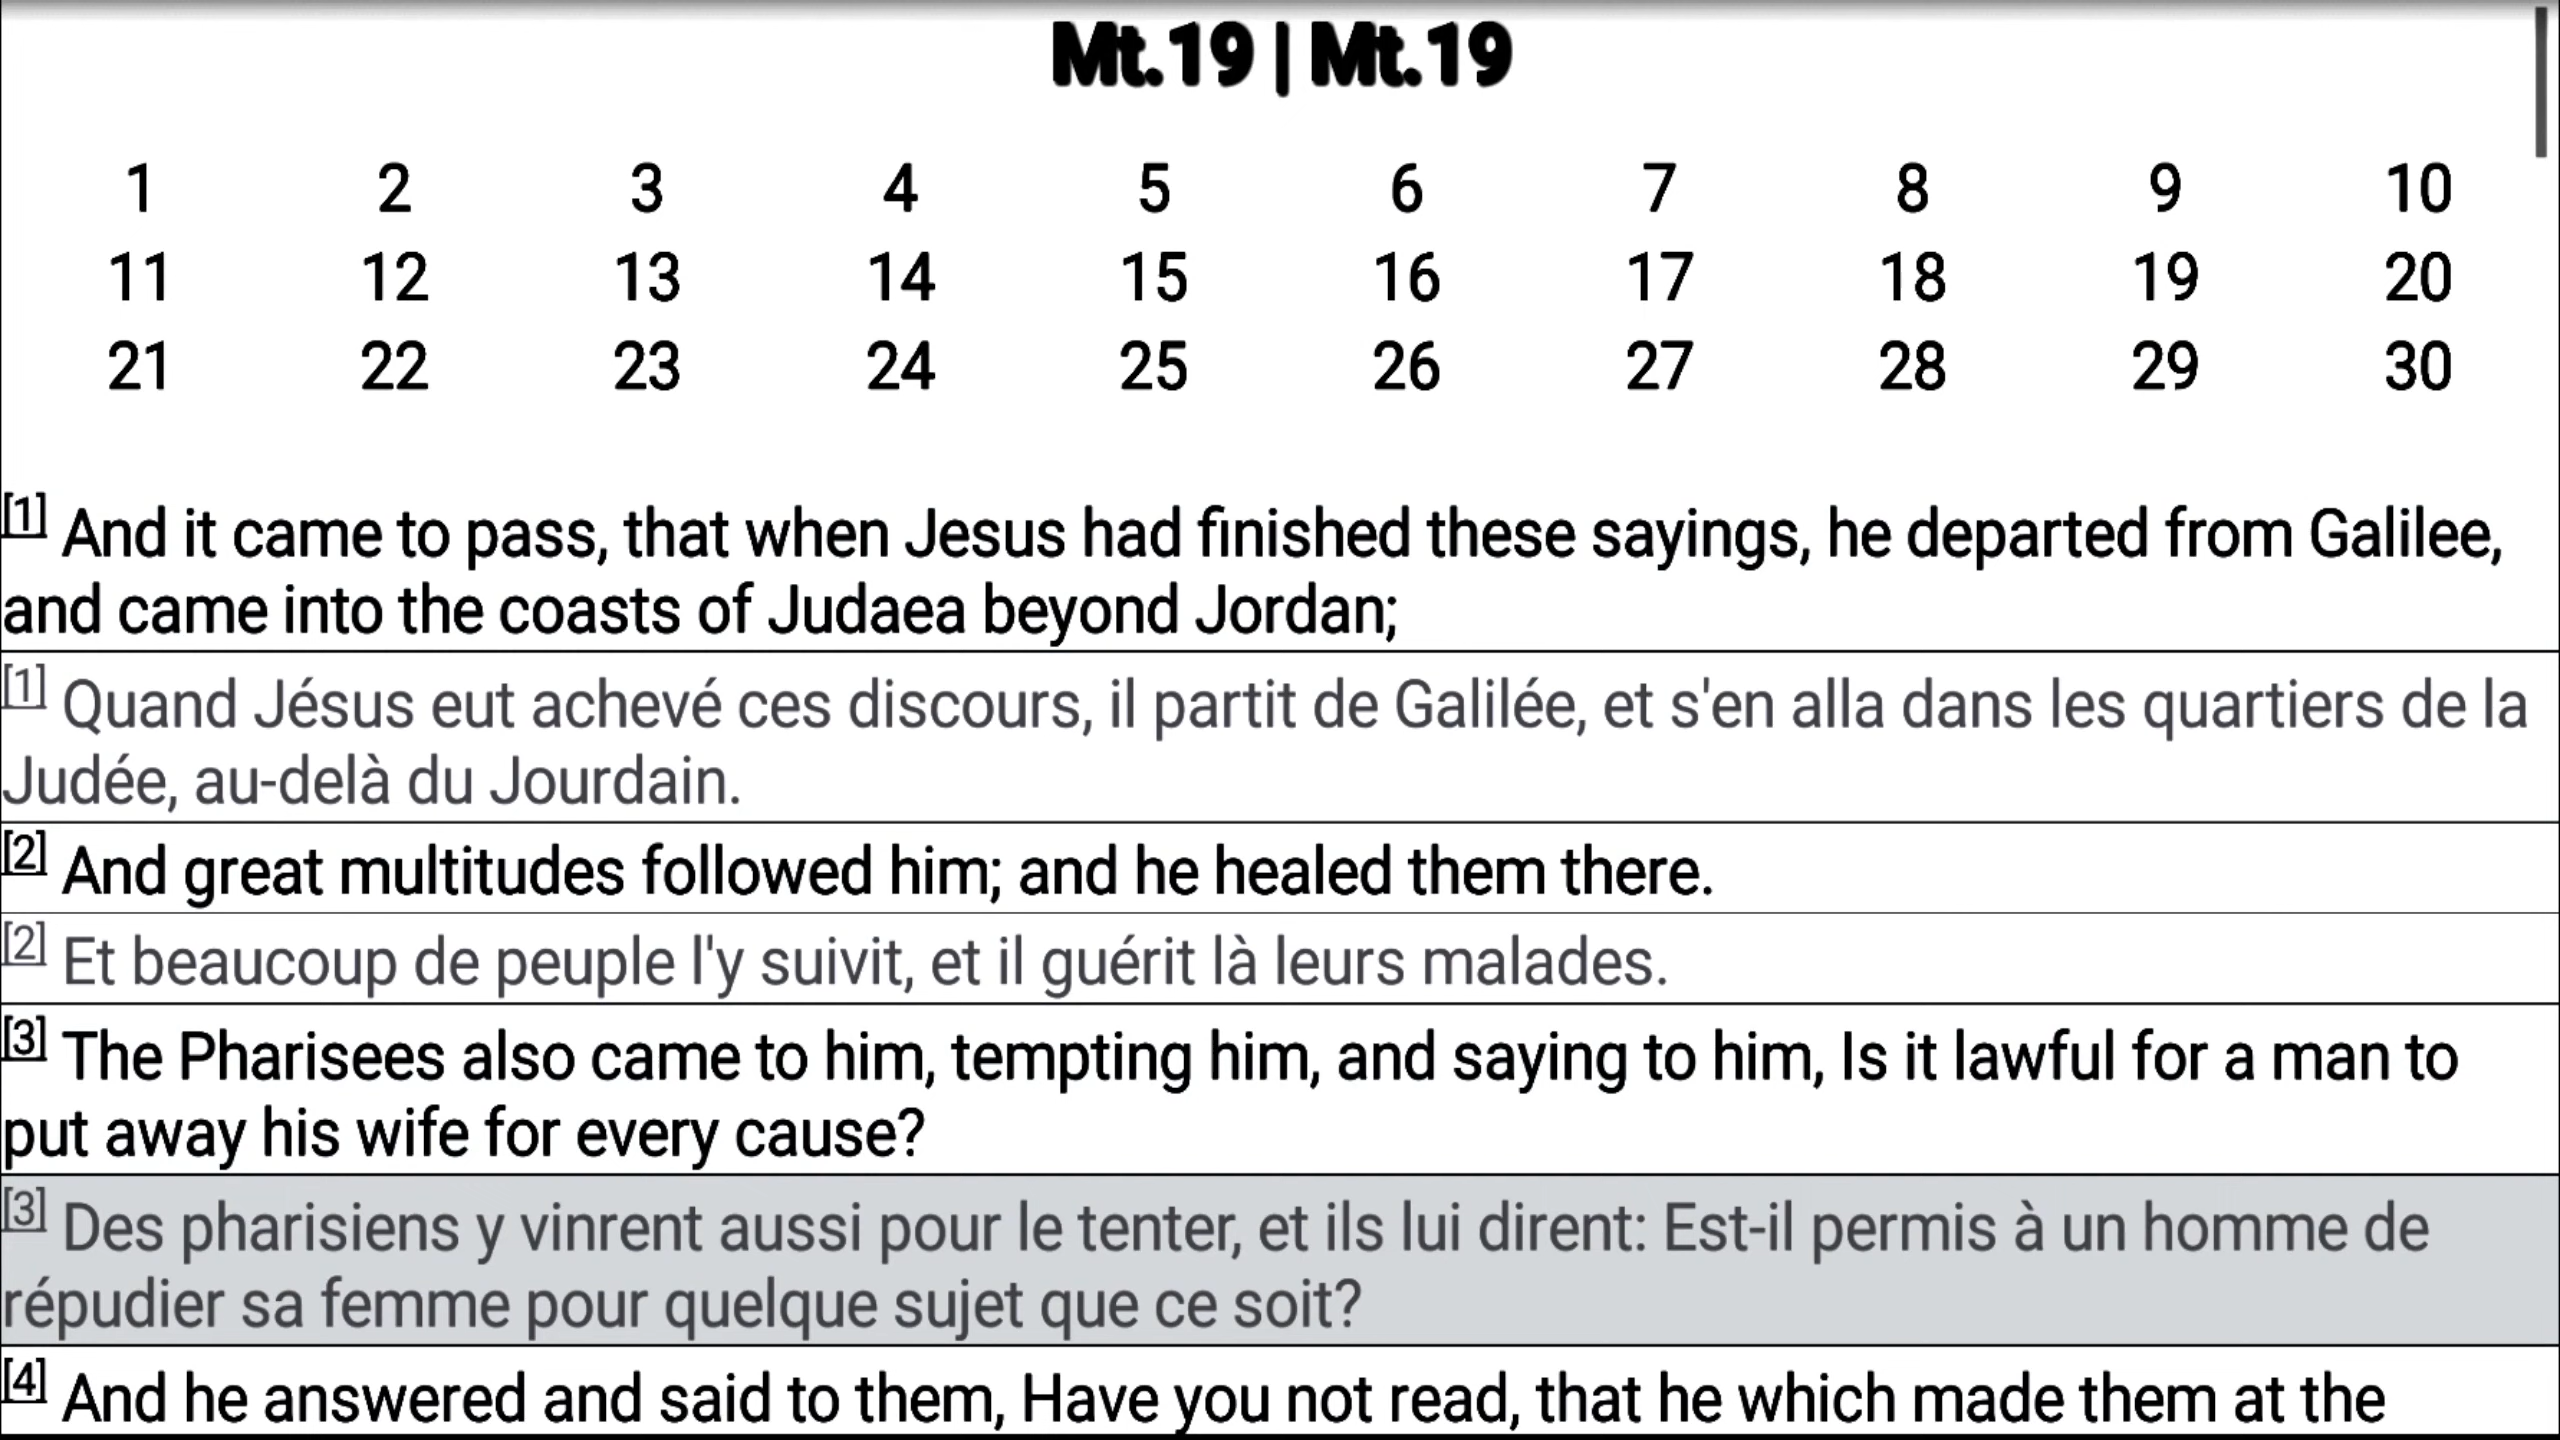 Mt.19 | Mt.19
1 2 3 4 5 6 7 8 9 10
11 12 13 14 15 16 17 18 19 20
21 22 23 24 25 26 27 28 29 30
[1] And it came to pass, that when Jesus had finished these sayings, he departed from Galilee,
and came into the coasts of Judaea beyond Jordan;
[1] Quand Jésus eut achevé ces discours, il partit de Galilée, et s'en alla dans les quartiers de la
Judée, au-delà du Jourdain.
[2] And great multitudes followed him; and he healed them there.
[2] Et beaucoup de peuple l'y suivit, et il guérit là leurs malades.
[3] The Pharisees also came to him, tempting him, and saying to him, Is it lawful for a man to
put away his wife for every cause?
[3] Des pharisiens y vinrent aussi pour le tenter, et ils lui dirent: Est-il permis à un homme de
répudier sa femme pour quelque sujet que ce soit?
[4] And he answered and said to them, Have you not read, that he which made them at the